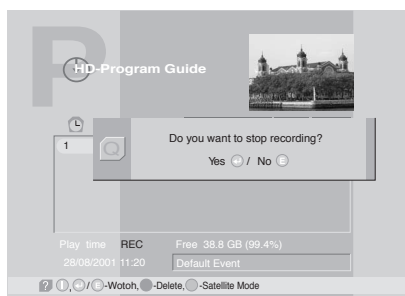 HD-Program Guide
1
Do you want to stop recording?
Yes / No E
Play time REC Free 38.8 GB (99.4%)
28/08/2001 11:20 Default Event
/ E-Wotoh, -Delete, -Satellite Mode